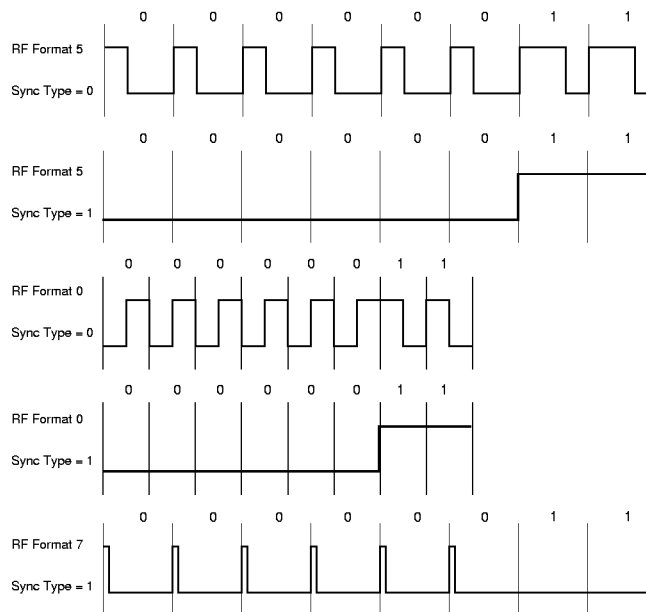 0 0 0 0 0 0 1 1
RF Format 5
Sync Type = 0
0 0 0 0 0 0 1 1
RF Format 5
Sync Type = 1
0 0 0 0 0 0 1 1
RF Format 0
Sync Type = 0
0 0 0 0 0 0 1 1
RF Format 0
Sync Type = 1
0 0 0 0 0 0 1 1
RF Format 7
Sync Type = 1